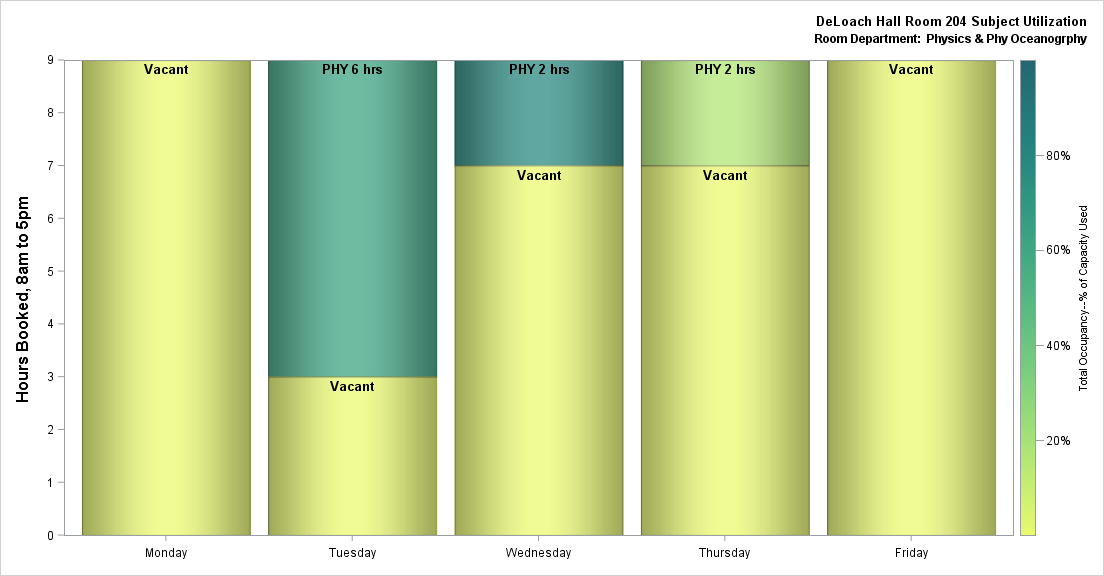 DeLoach Hall Room 204 Subject Utilization
Room Department: Physics & Phy Oceanogrphy
Hours Booked, 8am to 5pm
9
8
7
6
5
4
3
2
1
0
Vacant
PHY 6 hrs
Vacant
PHY 2 hrs
Vacant
PHY 2 hrs
Vacant
Vacant
Monday
Tuesday
Wednesday
Thursday
Friday
80%
60%
40%
20%
Total Occupancy--% of Capacity Used